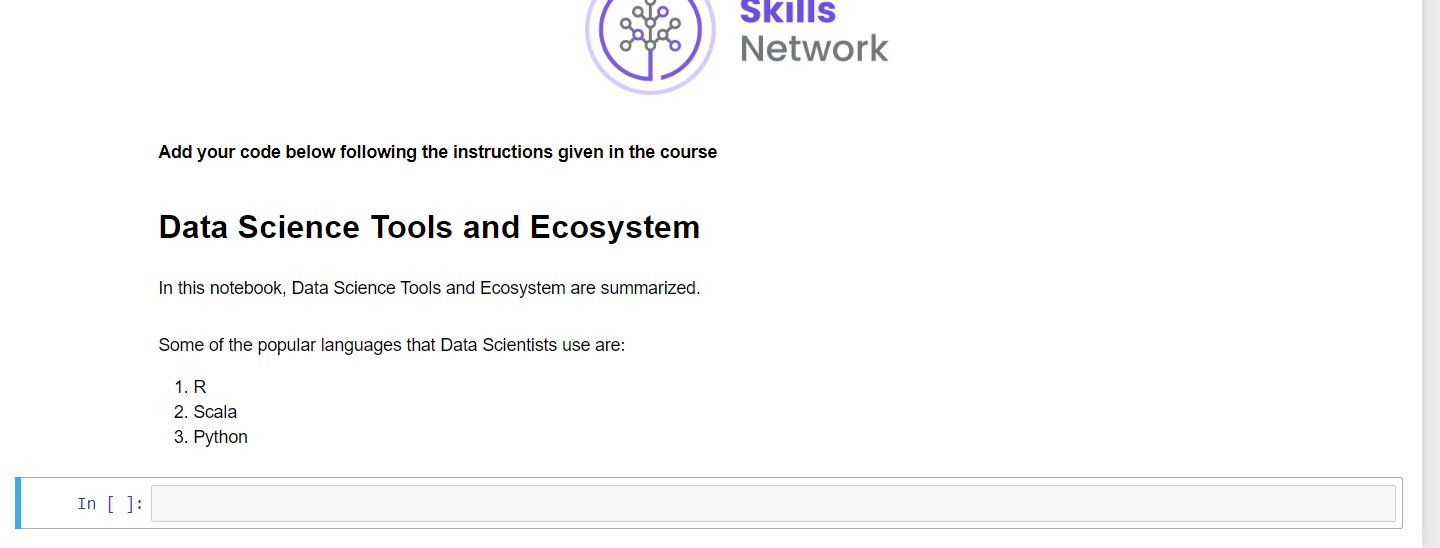 Skills
Network
Add your code below following the instructions given in the course
Data Science Tools and Ecosystem
In this notebook, Data Science Tools and Ecosystem are summarized.
Some of the popular languages that Data Scientists use are:
1. R
2. Scala
3. Python
In [ ]: